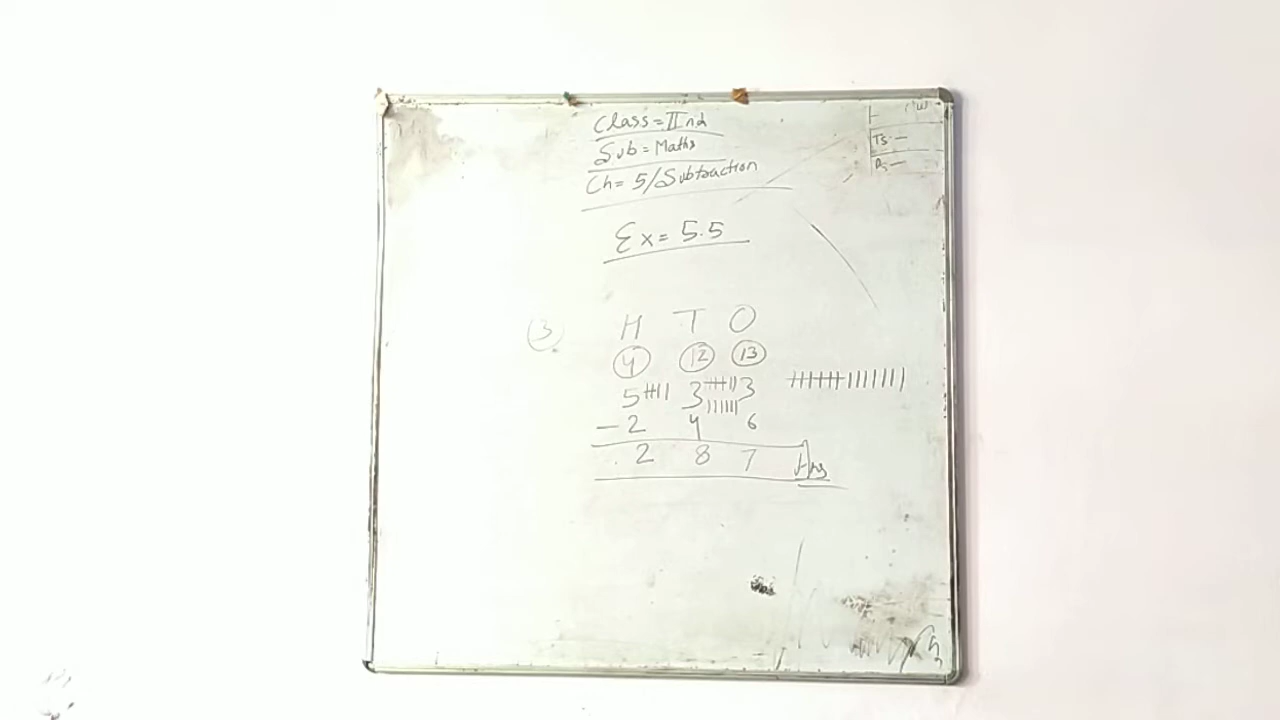 Class = IInd
Sub = Maths
Ch = 5/Subtraction
Ex = 5.5
3
H T O
4 12 13
5 3 3
- 2 4 6
2 8 7 Ans